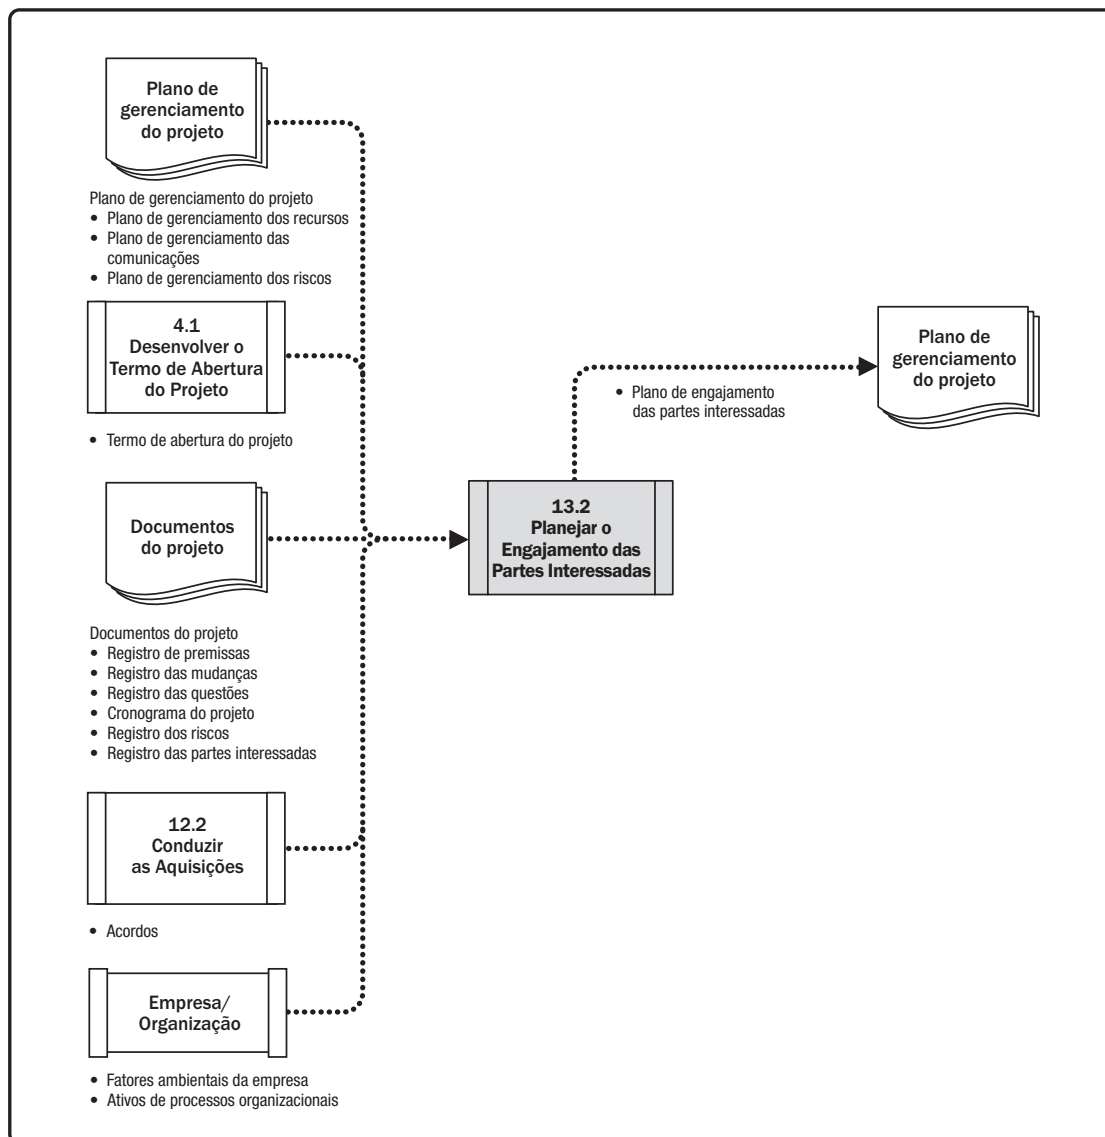 Plano de
gerenciamento
do projeto
Plano de gerenciamento do projeto
• Plano de gerenciamento dos recursos
• Plano de gerenciamento das
comunicações
• Plano de gerenciamento dos riscos
4.1
Desenvolver o
Termo de Abertura
do Projeto
• Termo de abertura do projeto
Documentos
do projeto
Documentos do projeto
• Registro de premissas
• Registro das mudanças
• Registro das questões
• Cronograma do projeto
• Registro dos riscos
• Registro das partes interessadas
12.2
Conduzir
as Aquisições
• Acordos
Empresa/
Organização
• Fatores ambientais da empresa
• Ativos de processos organizacionais
13.2
Planejar o
Engajamento das
Partes Interessadas
• Plano de engajamento
das partes interessadas
Plano de
gerenciamento
do projeto